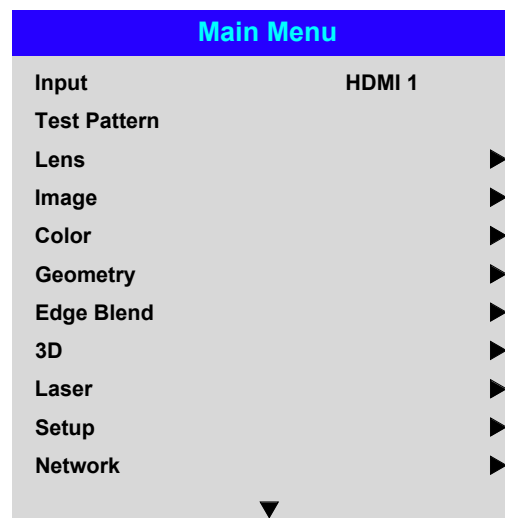 Main Menu
Input HDMI 1
Test Pattern
Lens
Image
Color
Geometry
Edge Blend
3D
Laser
Setup
Network